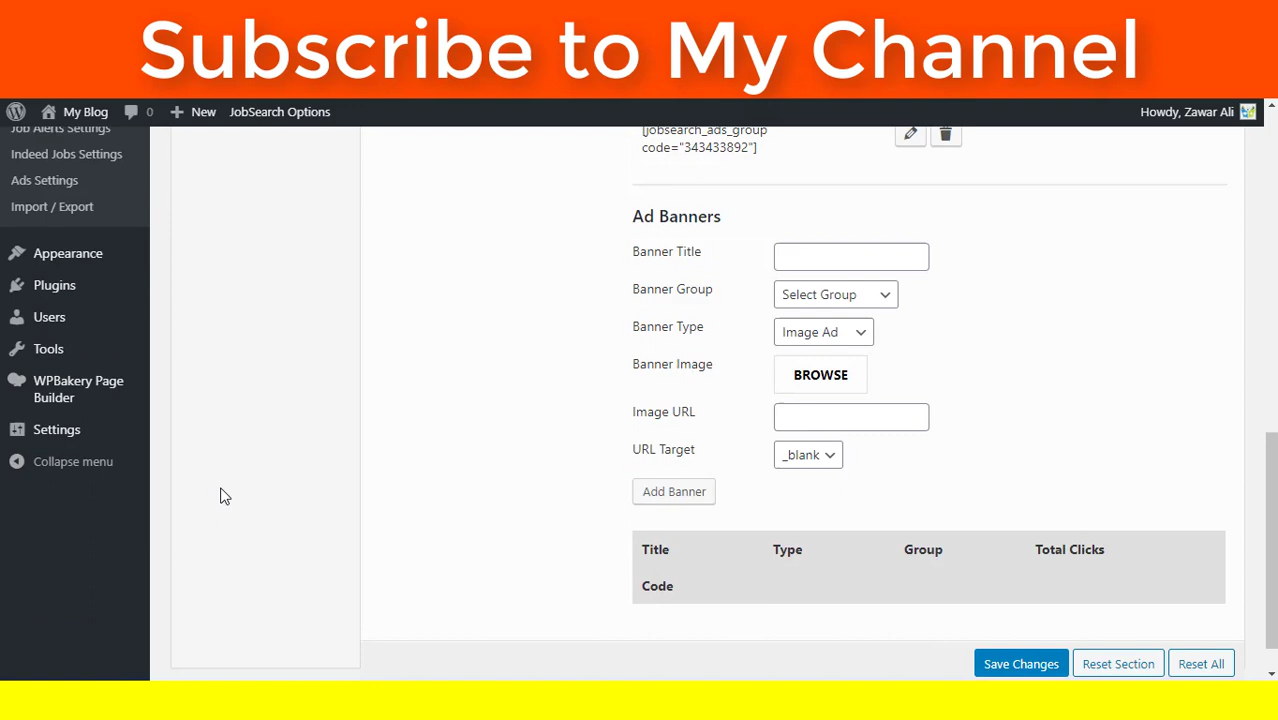 Subscribe to My Channel
My Blog 0 New JobSearch Options Howdy, Zawar Ali
Job Alerts Settings
Indeed Jobs Settings
Ads Settings
Import / Export
Appearance
Plugins
Users
Tools
WPBakery Page
Builder
Settings
Collapse menu
[jobsearch_ads_group
code="343433892"]
Ad Banners
Banner Title
Banner Group Select Group
Banner Type Image Ad
Banner Image BROWSE
Image URL
URL Target _blank
Add Banner
Title Type Group Total Clicks
Code
Save Changes Reset Section Reset All